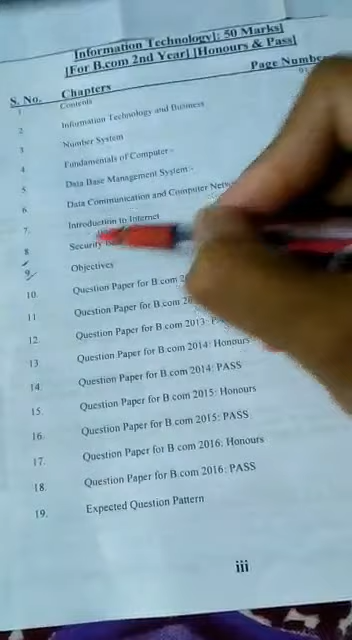 Information Technology]: 50 Marks]
[For B.com 2nd Year] [Honours & Pass]
S. No. Chapters Page Numbe
1 Contents
2 Information Technology and Business
3 Number System
4 Fundamentals of Computer -
5 Data Base Management System -
6. Data Communication and Computer Netw
7. Introduction to Internet
8 Security
9. Objectives
10. Question Paper for B.com
11 Question Paper for B.com
12. Question Paper for B.com 2013:
13 Question Paper for B.com 2014: Honours
14. Question Paper for B.com 2014: PASS
15. Question Paper for B.com 2015: Honours
16. Question Paper for B.com 2015: PASS
17. Question Paper for B.com 2016: Honours
18. Question Paper for B.com 2016: PASS
19. Expected Question Pattern
iii